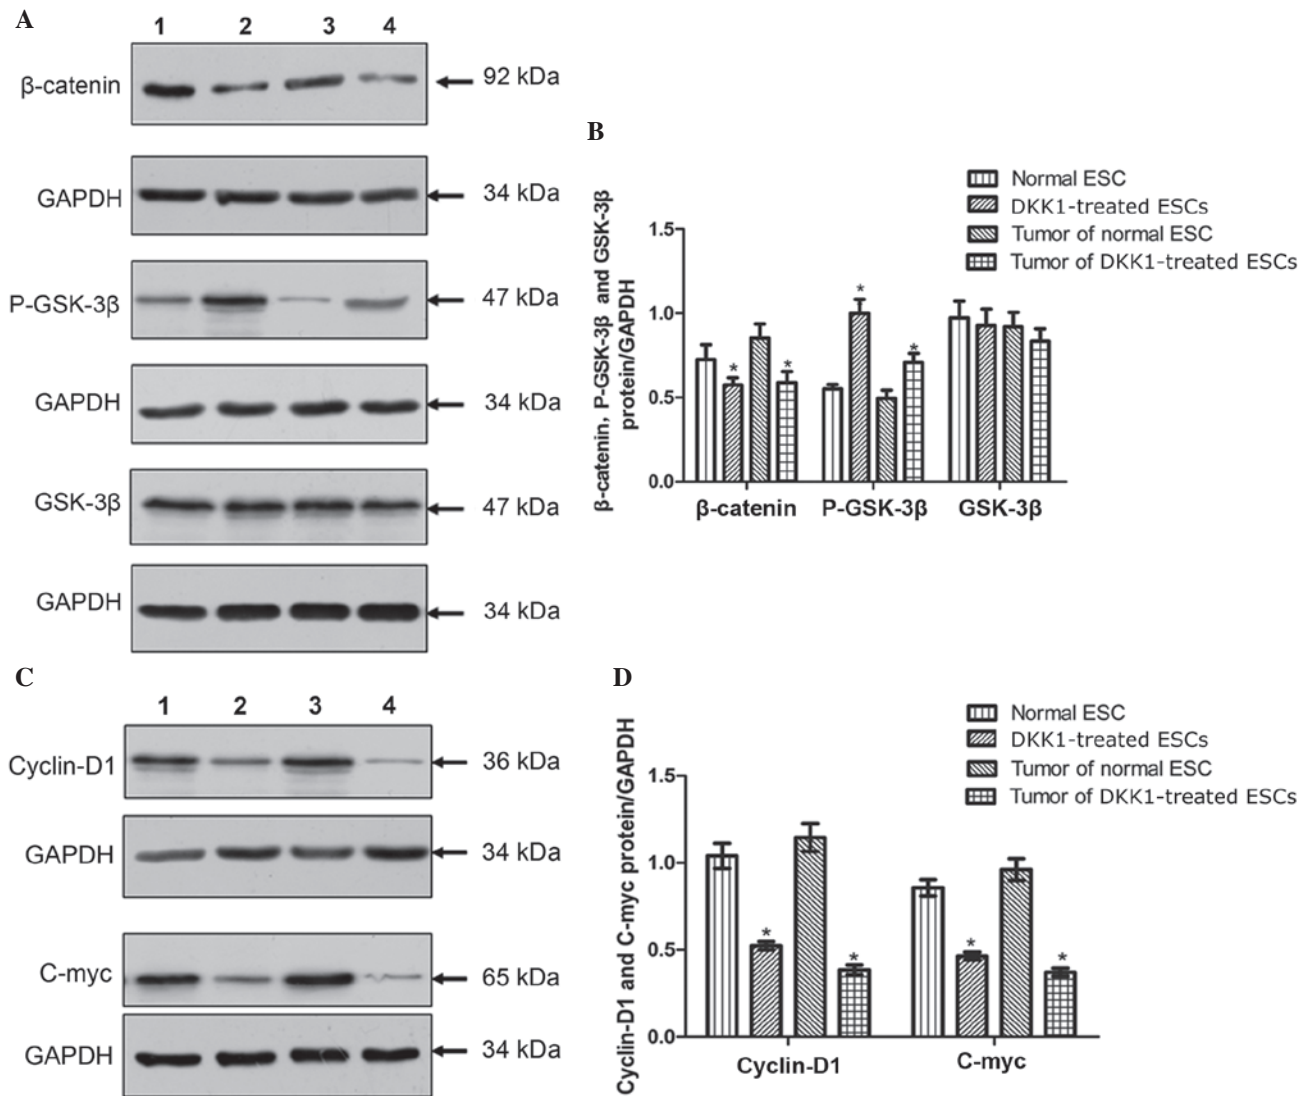 A
1 2 3 4
β-catenin
92 kDa
GAPDH
34 kDa
P-GSK-3β
47 kDa
GAPDH
34 kDa
GSK-3β
47 kDa
GAPDH
34 kDa
B
Normal ESC
DKK1-treated ESCs
Tumor of normal ESC
Tumor of DKK1-treated ESCs
β-catenin, P-GSK-3β and GSK-3β
protein/GAPDH
1.5
1.0
0.5
0.0
* * * *
β-catenin P-GSK-3β GSK-3β
C
1 2 3 4
Cyclin-D1
36 kDa
GAPDH
34 kDa
C-myc
65 kDa
GAPDH
34 kDa
D
Normal ESC
DKK1-treated ESCs
Tumor of normal ESC
Tumor of DKK1-treated ESCs
Cyclin-D1 and C-myc protein/GAPDH
1.5
1.0
0.5
0.0
* * * *
Cyclin-D1 C-myc